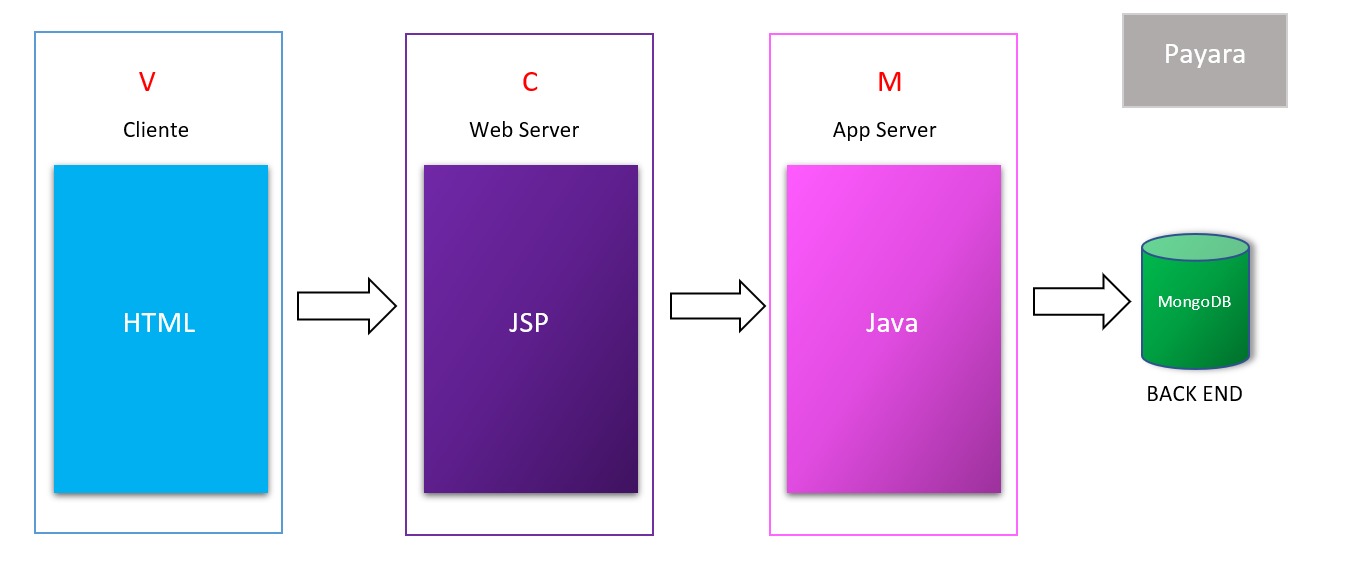 V
Cliente
HTML
C
Web Server
JSP
M
App Server
Java
Payara
MongoDB
BACK END